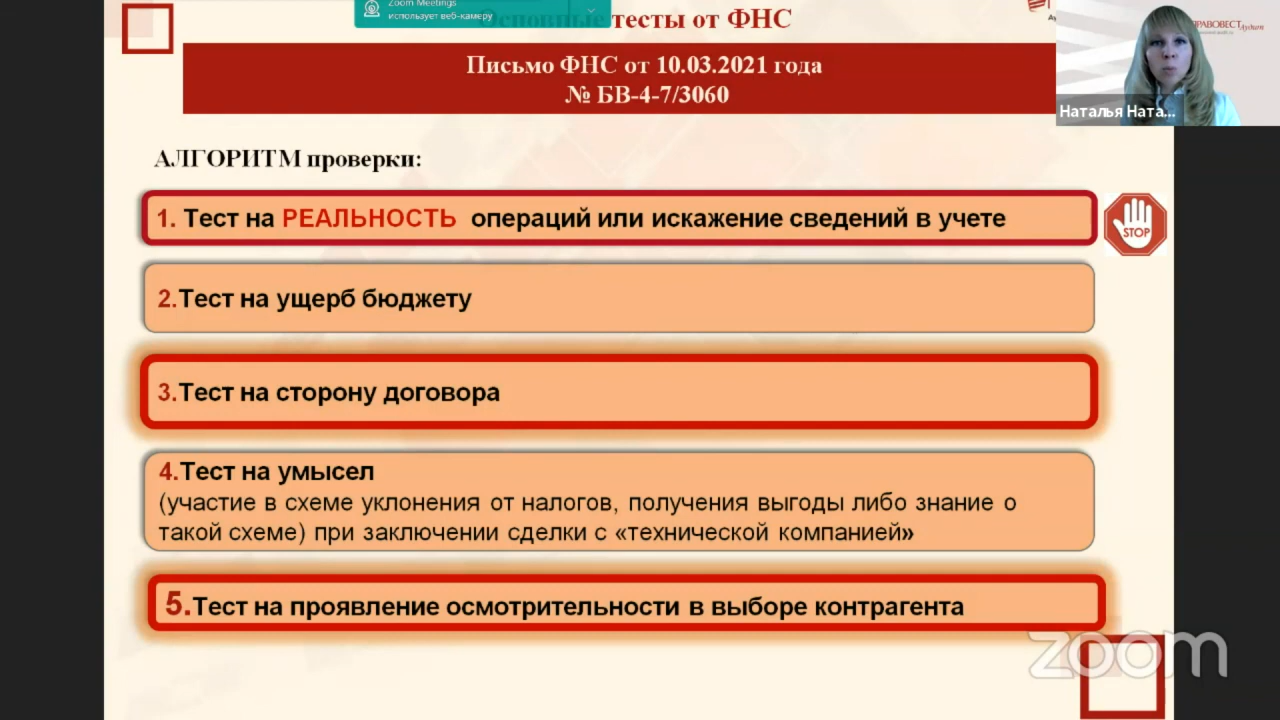 Zoom Meetings
использует веб-камеру
Основные тесты от ФНС
Письмо ФНС от 10.03.2021 года
№ БВ-4-7/3060
ПРАВОВЕСТ Аудит
Наталья Ната...
АЛГОРИТМ проверки:
1. Тест на РЕАЛЬНОСТЬ операций или искажение сведений в учете
STOP
2.Тест на ущерб бюджету
3.Тест на сторону договора
4.Тест на умысел
(участие в схеме уклонения от налогов, получения выгоды либо знание о
такой схеме) при заключении сделки с «технической компанией»
5.Тест на проявление осмотрительности в выборе контрагента
zoom